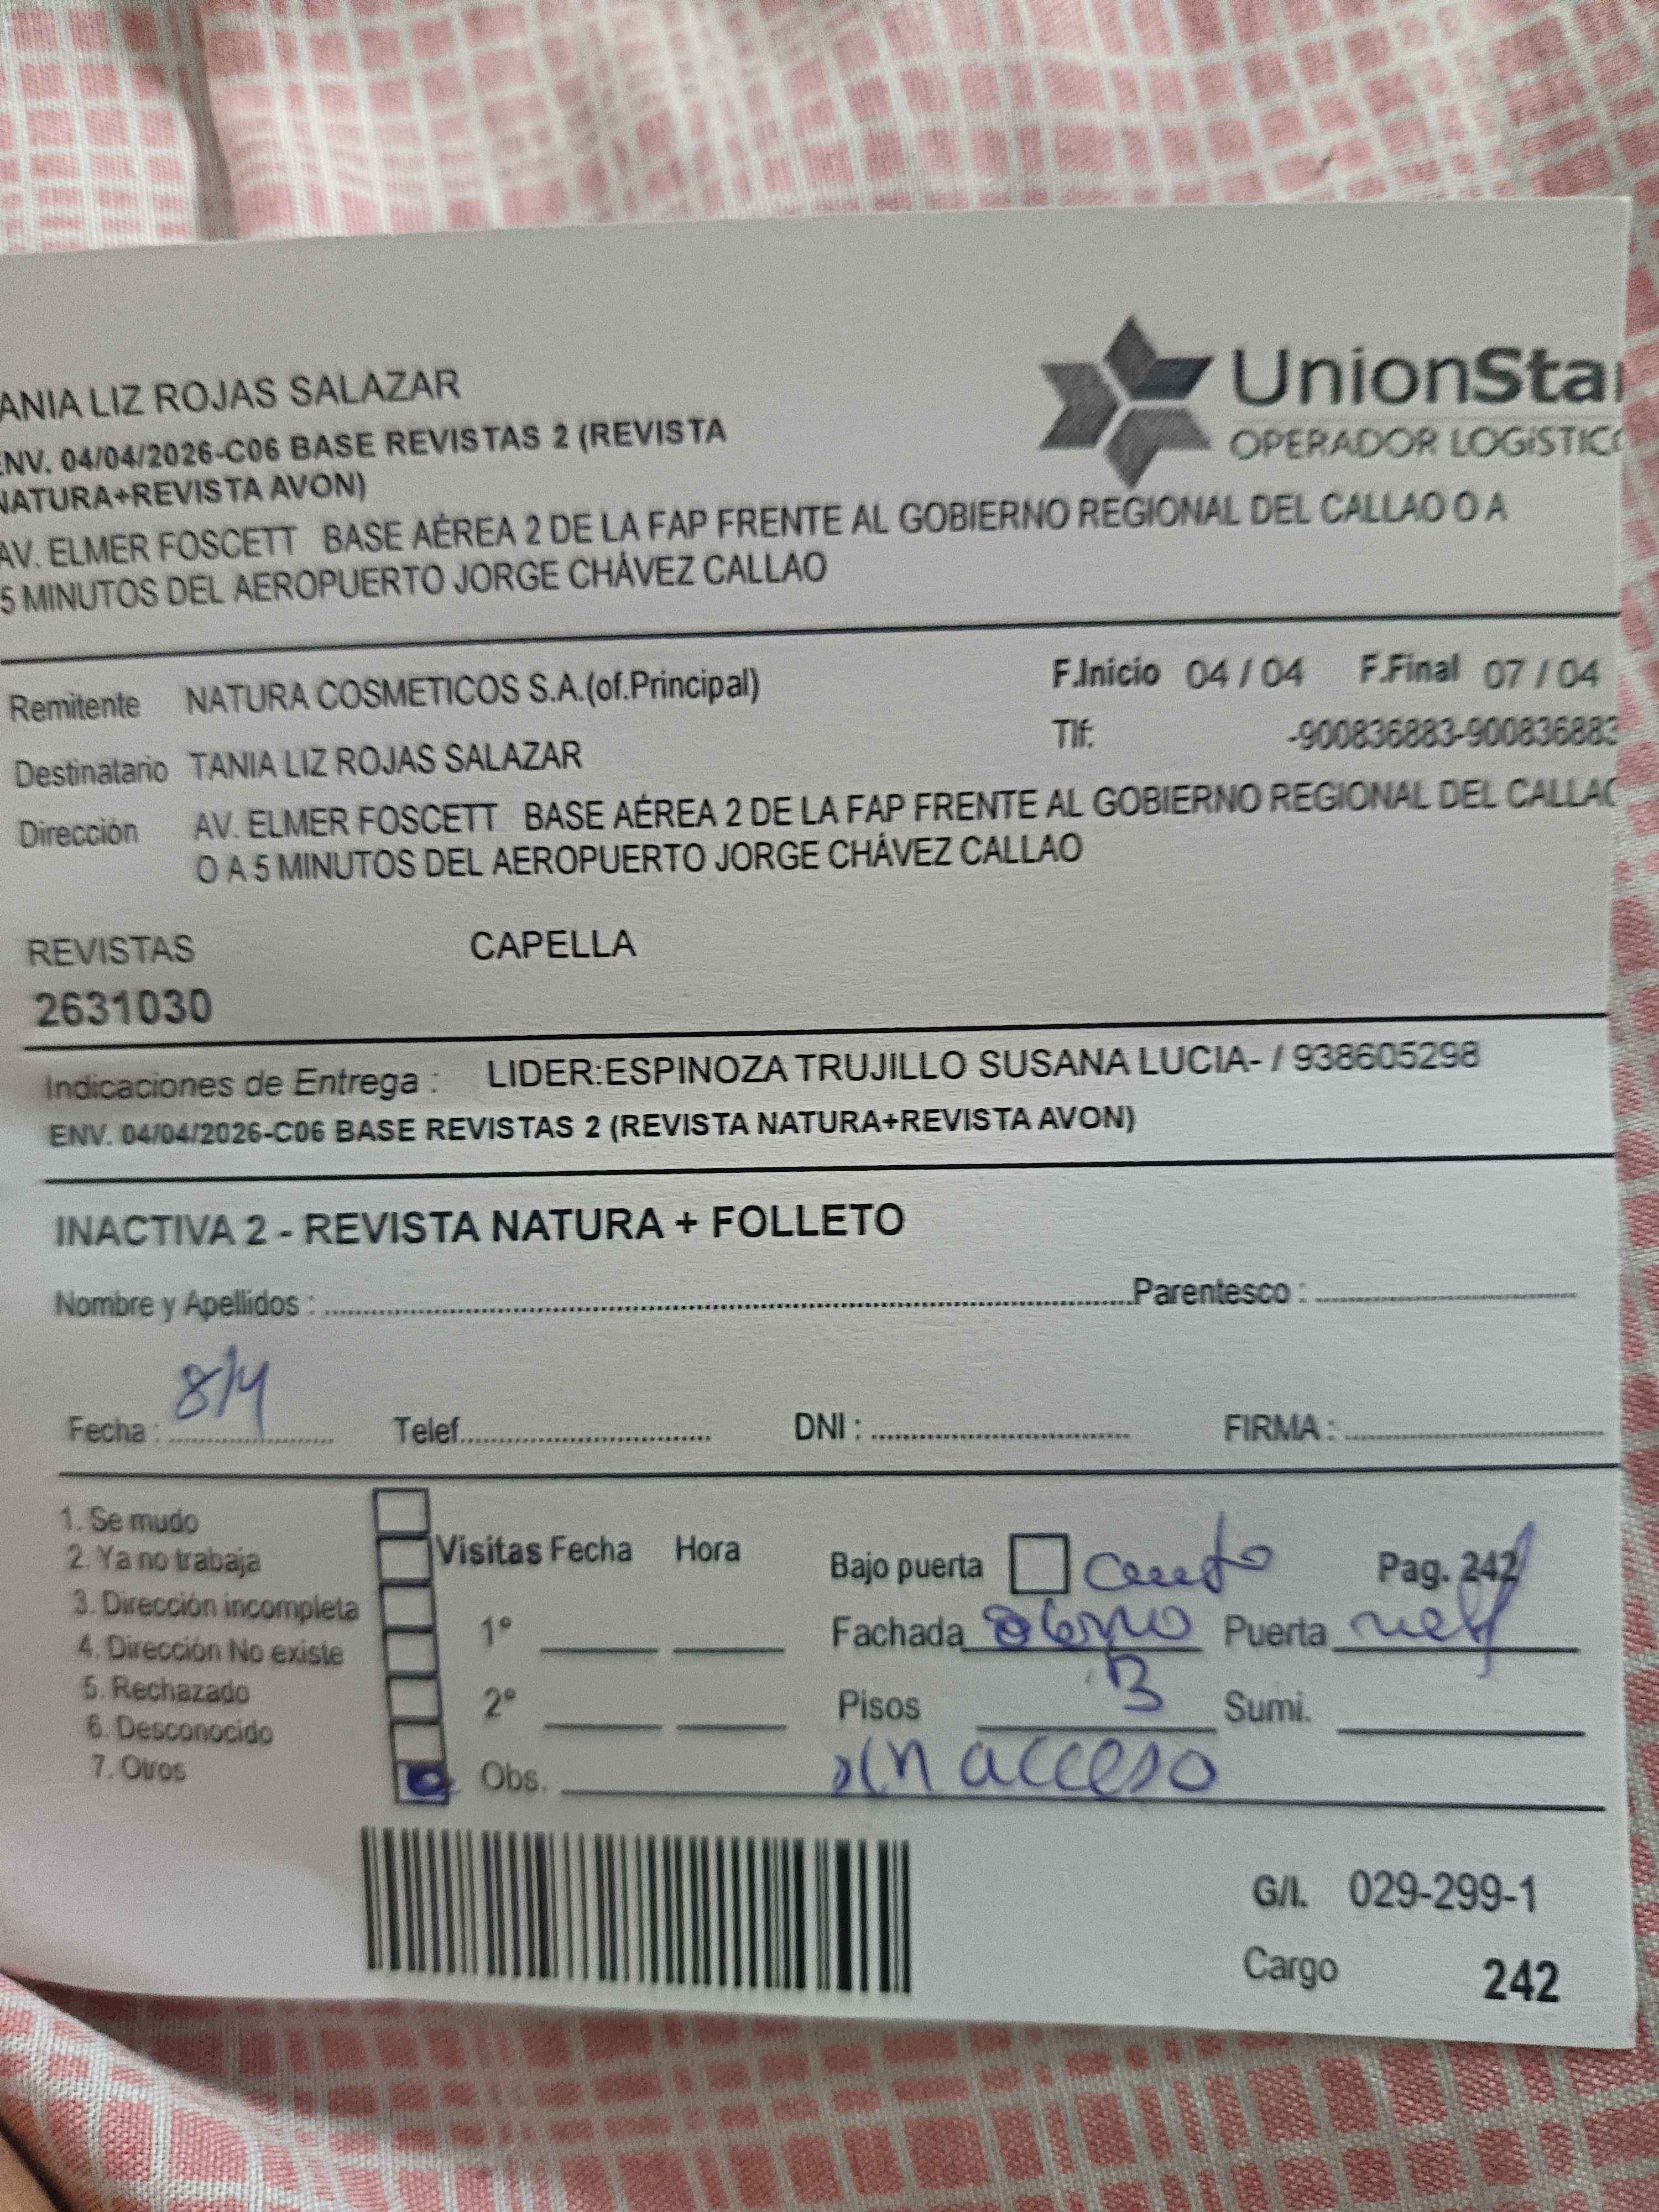 ANIA LIZ ROJAS SALAZAR
UnionSta
OPERADOR LOGÍSTICO
ENV. 04/04/2026-C06 BASE REVISTAS 2 (REVISTA
NATURA+REVISTA AVON)
AV. ELMER FOSCETT BASE AÉREA 2 DE LA FAP FRENTE AL GOBIERNO REGIONAL DEL CALLAO O A
5 MINUTOS DEL AEROPUERTO JORGE CHÁVEZ CALLAO
Remitente NATURA COSMETICOS S.A.(of.Principal) F.Inicio 04 / 04 F.Final 07 / 04
Tlf: -900836883-900836883
Destinatario TANIA LIZ ROJAS SALAZAR
Dirección AV. ELMER FOSCETT BASE AÉREA 2 DE LA FAP FRENTE AL GOBIERNO REGIONAL DEL CALLAO
O A 5 MINUTOS DEL AEROPUERTO JORGE CHÁVEZ CALLAO
REVISTAS CAPELLA
2631030
Indicaciones de Entrega : LIDER:ESPINOZA TRUJILLO SUSANA LUCIA- / 938605298
ENV. 04/04/2026-C06 BASE REVISTAS 2 (REVISTA NATURA+REVISTA AVON)
INACTIVA 2 - REVISTA NATURA + FOLLETO
Nombre y Apellidos : Parentesco :
Fecha : 8/4 Telef. DNI : FIRMA :
1. Se mudo
2. Ya no trabaja
3. Dirección incompleta
4. Dirección No existe
5. Rechazado
6. Desconocido
7. Otros
Visitas Fecha Hora
1°
2°
Obs. sin acceso
Bajo puerta Pag. 242
Fachada Puerta
Pisos 3 Sumi.
G/I. 029-299-1
Cargo 242